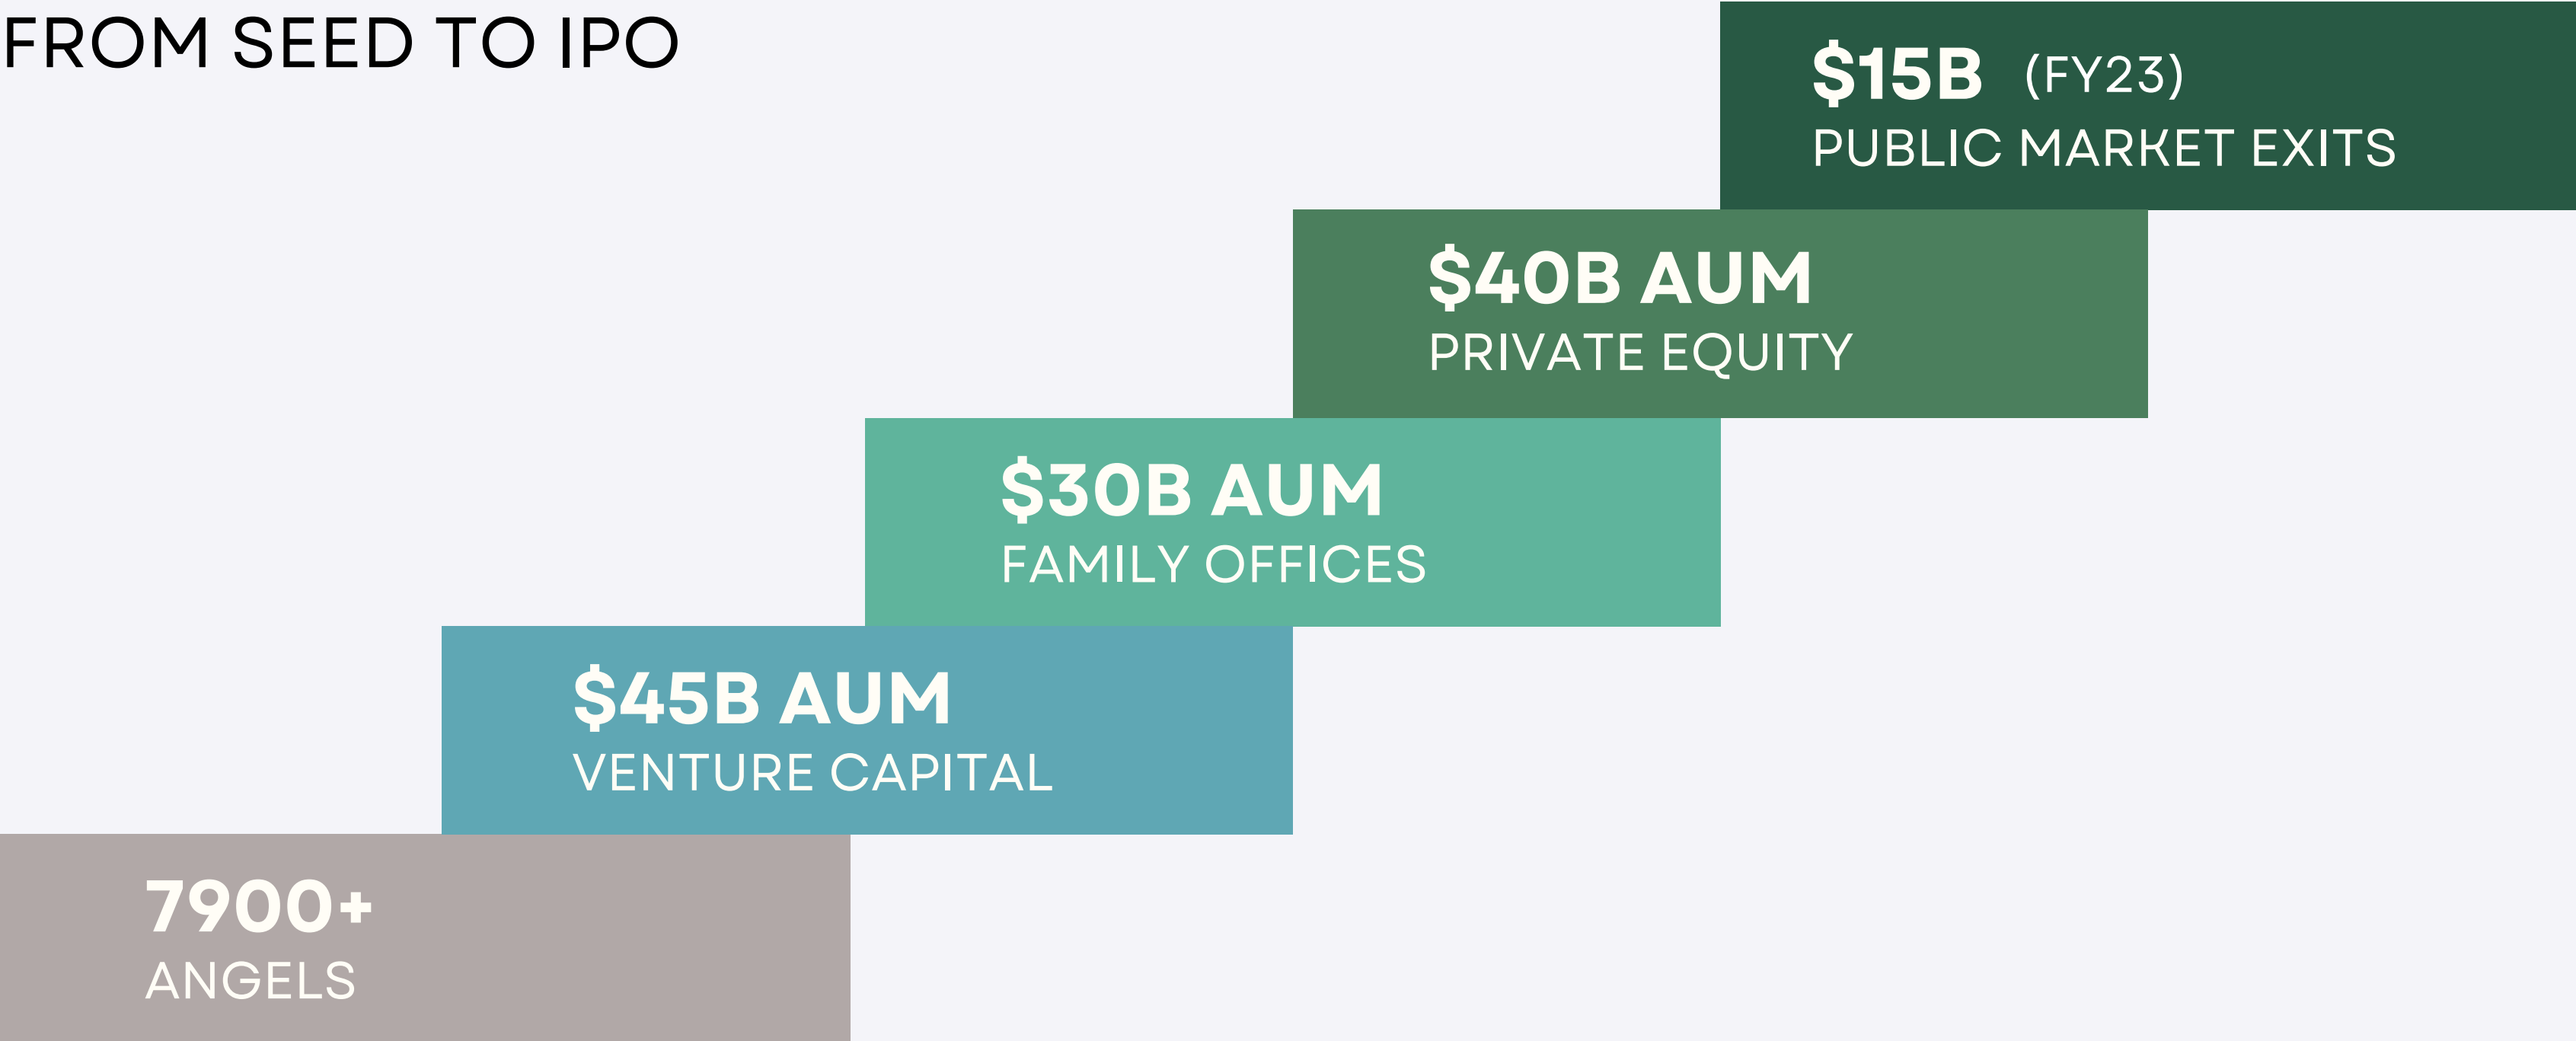 FROM SEED TO IPO
$15B (FY23)
PUBLIC MARKET EXITS
$40B AUM
PRIVATE EQUITY
$30B AUM
FAMILY OFFICES
$45B AUM
VENTURE CAPITAL
7900+
ANGELS